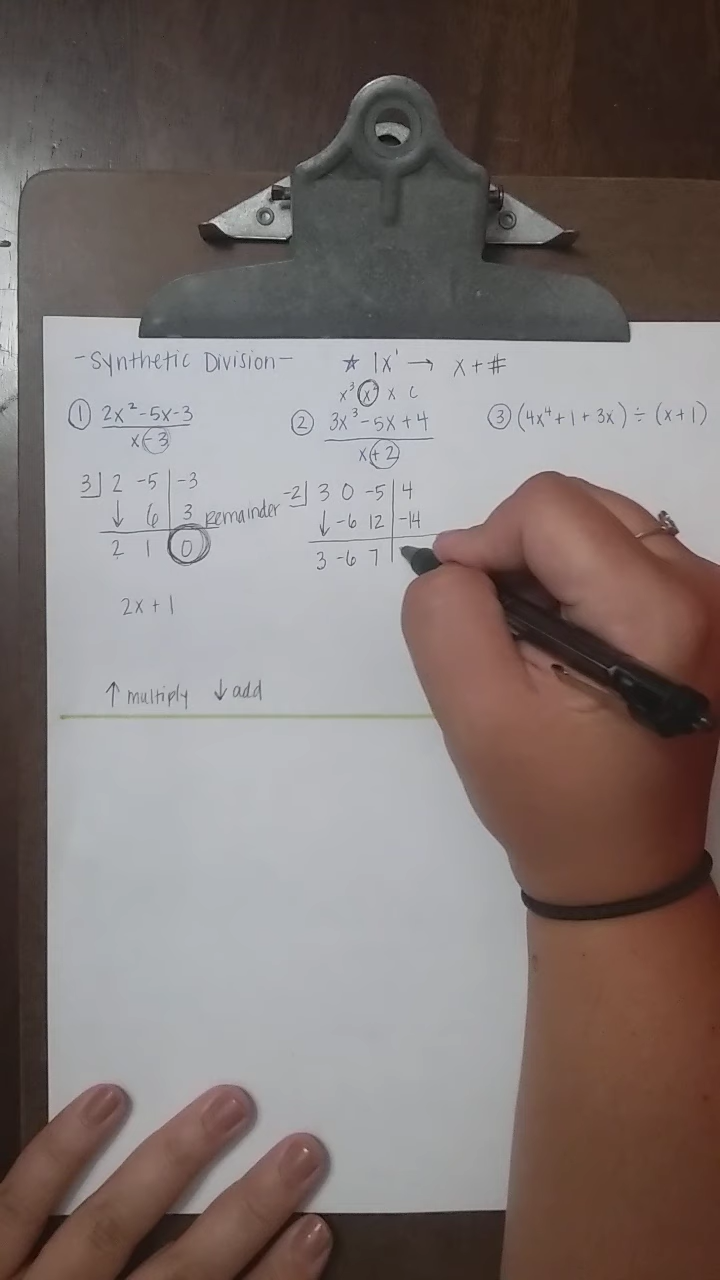 -Synthetic Division-
★ 1x¹ → x + #
① 2x² -5x -3
x -3
3 2 -5 -3
↓ 6 3 Remainder
2 1 0
2x + 1
↑ multiply ↓ add
x³ x² x c
② 3x³ -5x + 4
x + 2
-2 3 0 -5 4
↓ -6 12 -14
3 -6 7
③ (4x⁴ + 1 + 3x) ÷ (x + 1)